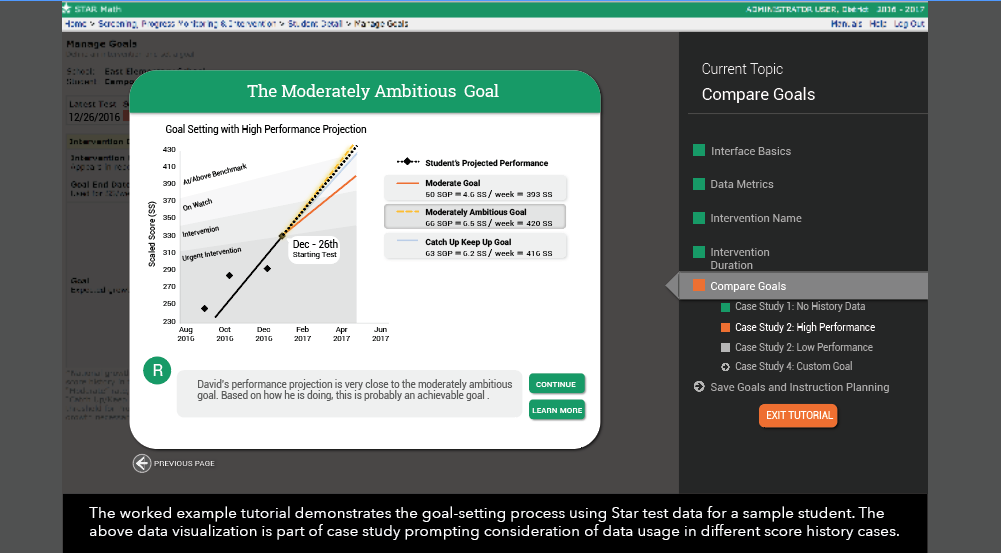 STAR Math
ADMINISTRATOR USER, District 2016 - 2017
Home > Screening, Progress Monitoring & Intervention > Student Detail > Manage Goals
Manuals Help Log Out
Manage Goals
School: East Elementary School
Student:
Latest Test
12/26/2016
Goal End Date
Goal
The Moderately Ambitious Goal
Goal Setting with High Performance Projection
Scaled Score (SS)
430
410
390
370
350
330
310
290
270
250
230
At/Above Benchmark
On Watch
Intervention
Urgent Intervention
Dec - 26th
Starting Test
Aug Oct Dec Feb Apr Jun
2016 2016 2016 2017 2017 2017
Student's Projected Performance
Moderate Goal
50 SGP = 4.6 SS / week = 393 SS
Moderately Ambitious Goal
66 SGP = 6.5 SS / week = 420 SS
Catch Up Keep Up Goal
63 SGP = 6.2 SS / week = 416 SS
R
David's performance projection is very close to the moderately ambitious
goal. Based on how he is doing, this is probably an achievable goal .
CONTINUE
LEARN MORE
PREVIOUS PAGE
Current Topic
Compare Goals
Interface Basics
Data Metrics
Intervention Name
Intervention
Duration
Compare Goals
Case Study 1: No History Data
Case Study 2: High Performance
Case Study 2: Low Performance
Case Study 4: Custom Goal
Save Goals and Instruction Planning
EXIT TUTORIAL
The worked example tutorial demonstrates the goal-setting process using Star test data for a sample student. The
above data visualization is part of case study prompting consideration of data usage in different score history cases.